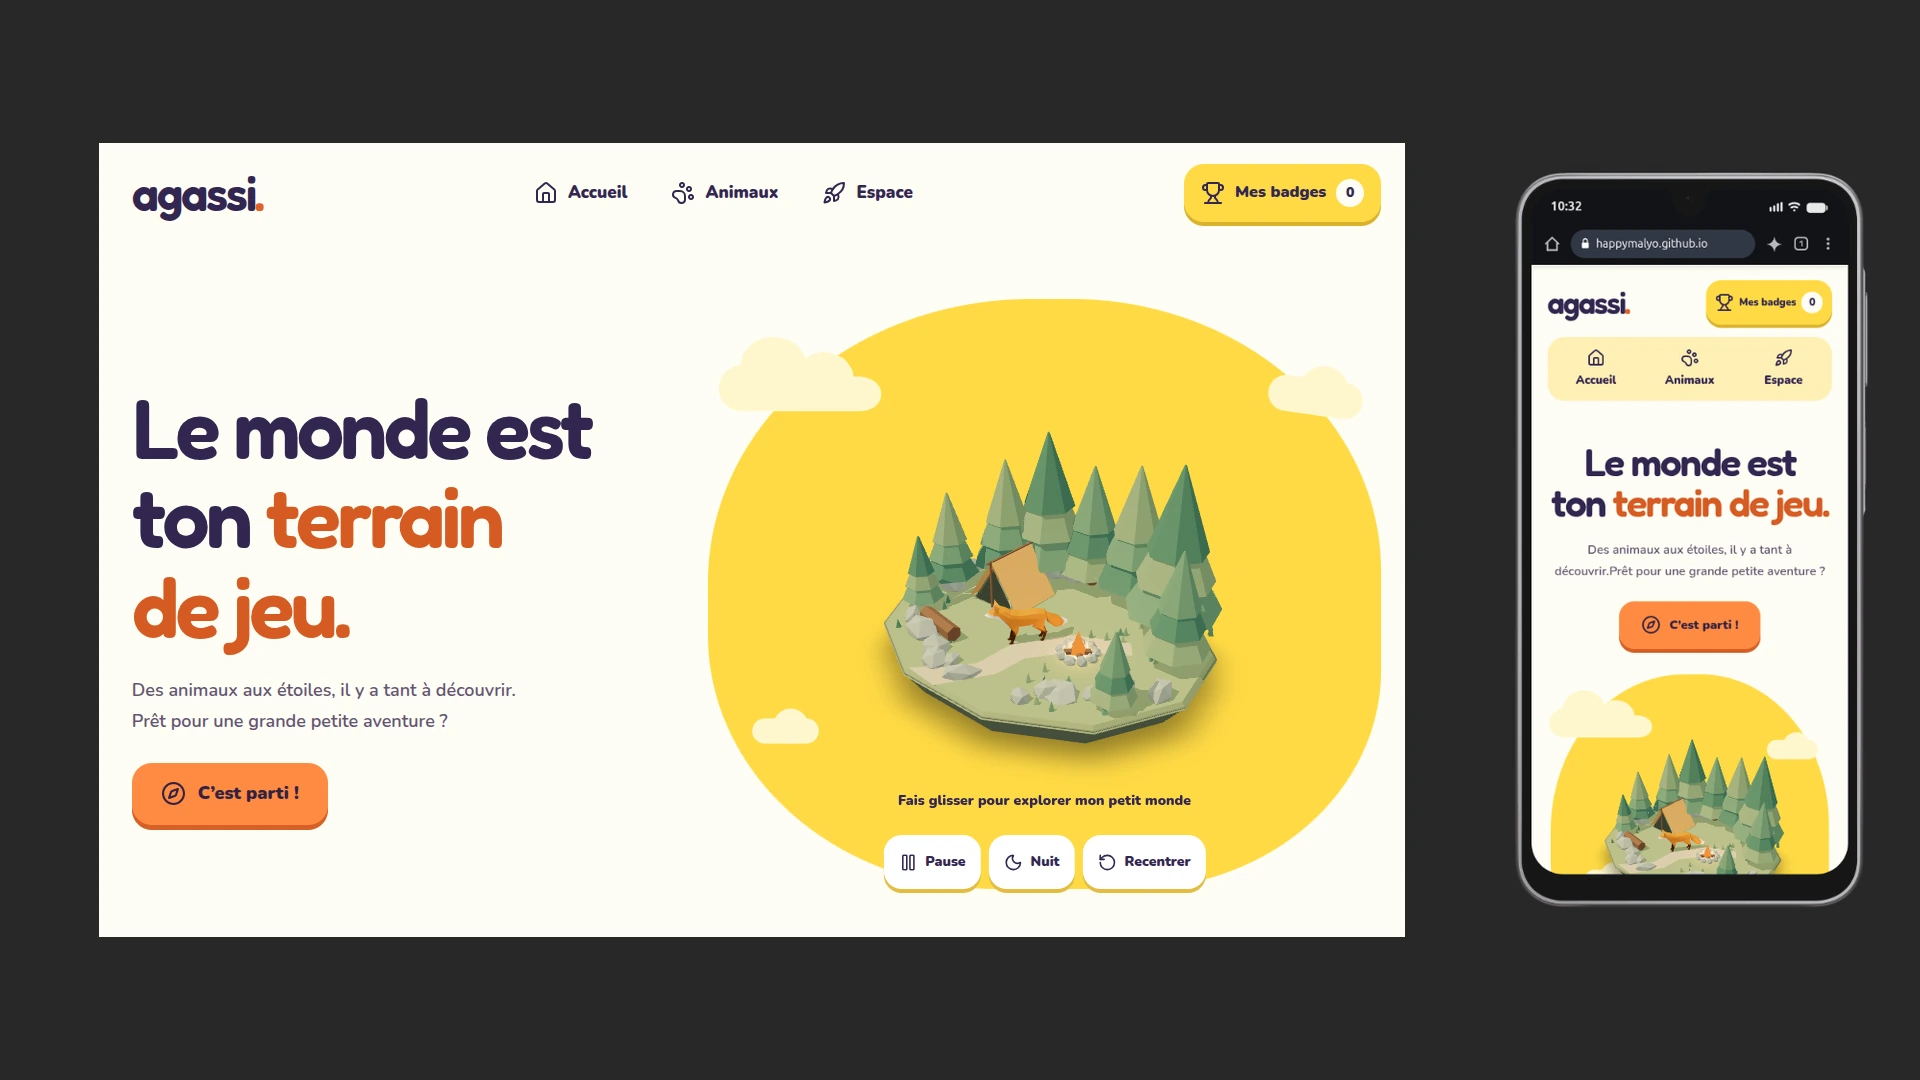 agassi.
Accueil
Animaux
Espace
Mes badges 0
Le monde est
ton terrain
de jeu.
Des animaux aux étoiles, il y a tant à découvrir.
Prêt pour une grande petite aventure ?
C’est parti !
Fais glisser pour explorer mon petit monde
Pause
Nuit
Recentrer
10:32
happymalyo.github.io
1
agassi.
Mes badges 0
Accueil
Animaux
Espace
Le monde est
ton terrain de jeu.
Des animaux aux étoiles, il y a tant à
découvrir.Prêt pour une grande petite aventure ?
C’est parti !